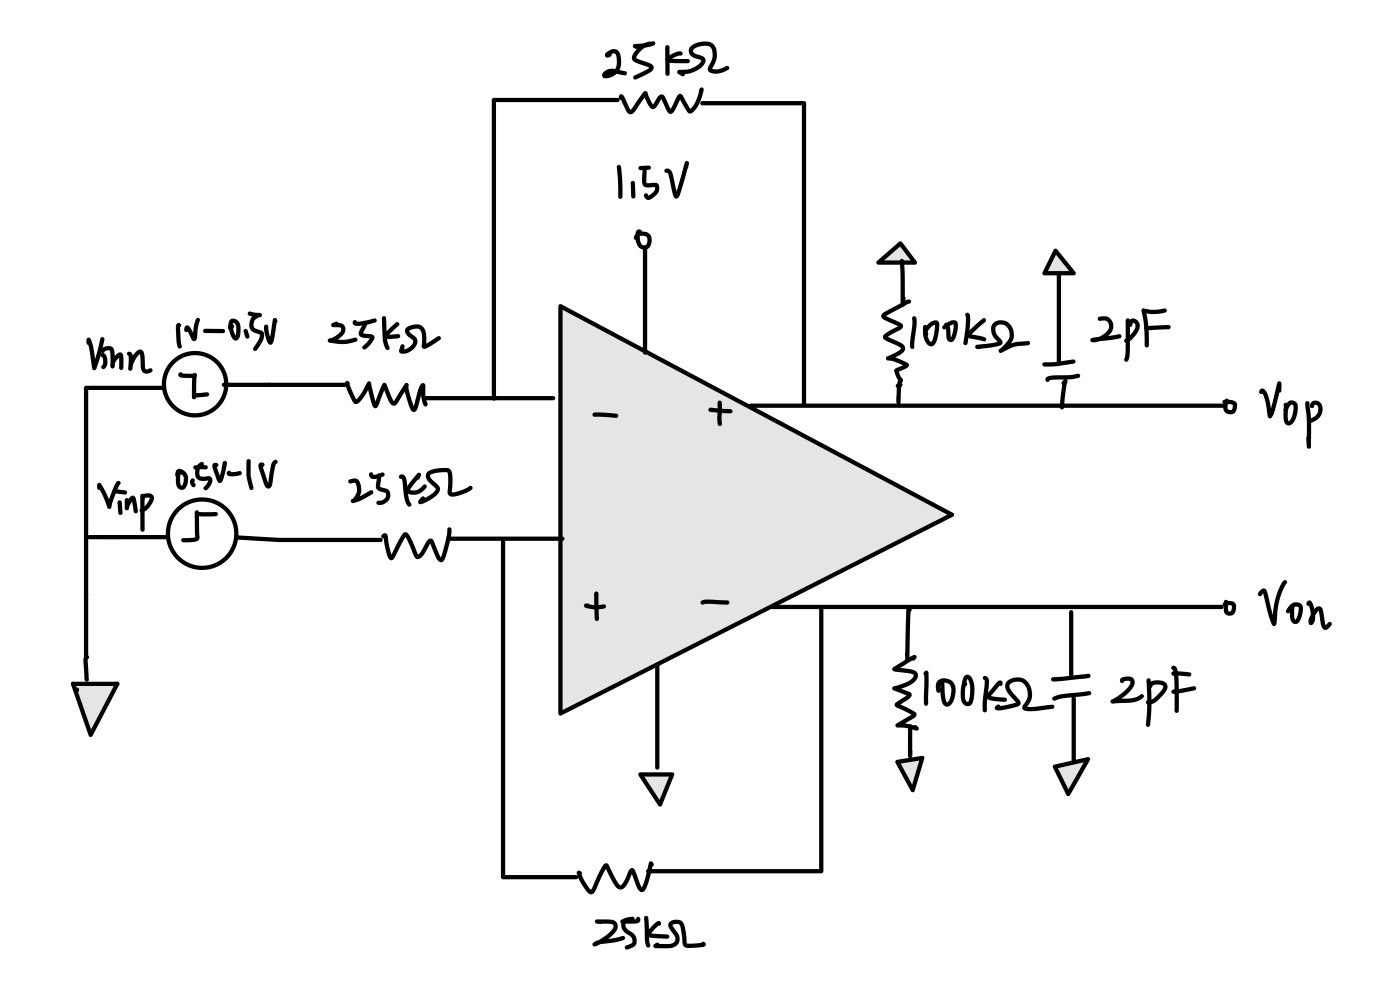 25kΩ
1.5V
1V-0.5V
25kΩ
Vinn
100kΩ
2pF
-
+
Vop
0.5V-1V
25kΩ
Vinp
+
-
Von
100kΩ
2pF
25kΩ